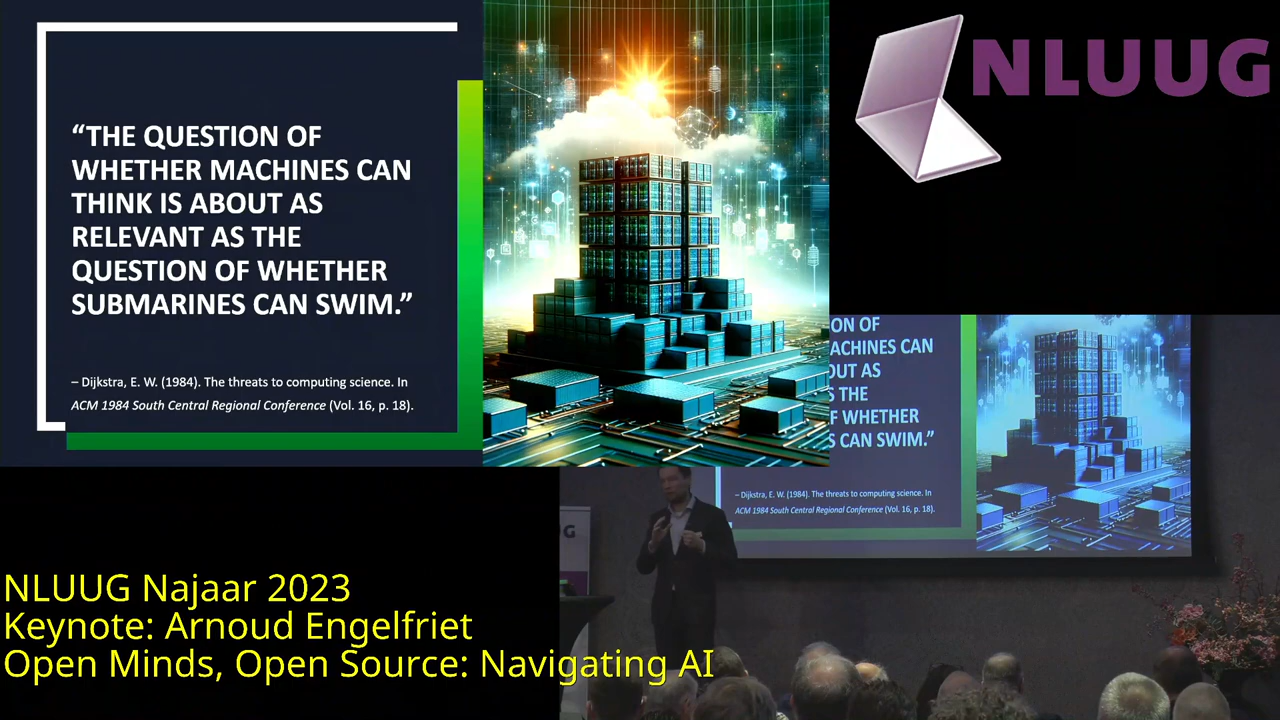 “THE QUESTION OF
WHETHER MACHINES CAN
THINK IS ABOUT AS
RELEVANT AS THE
QUESTION OF WHETHER
SUBMARINES CAN SWIM.”
– Dijkstra, E. W. (1984). The threats to computing science. In
ACM 1984 South Central Regional Conference (Vol. 16, p. 18).
NLUUG
ON OF
ACHINES CAN
OUT AS
S THE
F WHETHER
S CAN SWIM.”
– Dijkstra, E. W. (1984). The threats to computing science. In
ACM 1984 South Central Regional Conference (Vol. 16, p. 18).
G
NLUUG Najaar 2023
Keynote: Arnoud Engelfriet
Open Minds, Open Source: Navigating AI